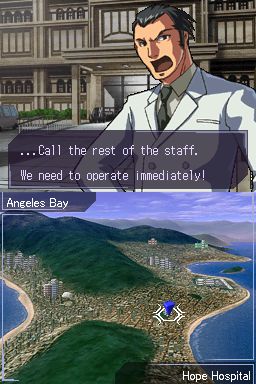 ...Call the rest of the staff.
We need to operate immediately!
Angeles Bay
Hope Hospital